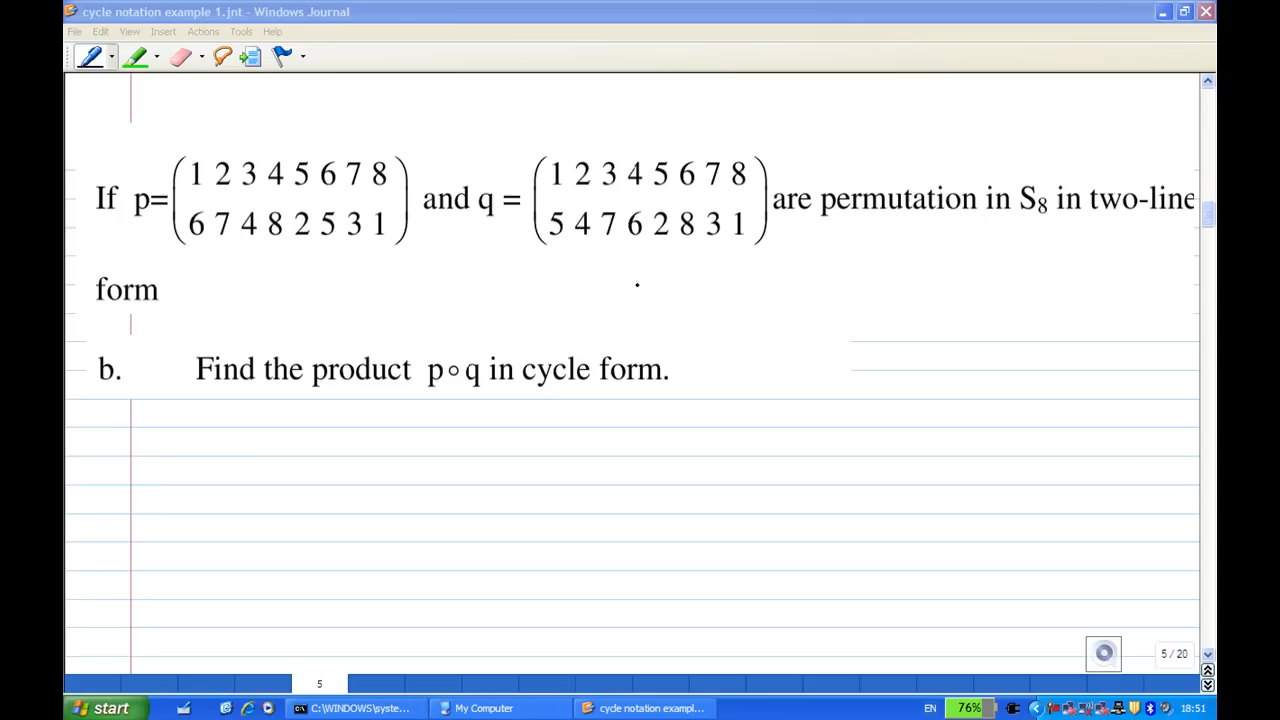 cycle notation example 1.jnt - Windows Journal
File Edit View Insert Actions Tools Help
1 2 3 4 5 6 7 8 1 2 3 4 5 6 7 8
If p= and q = are permutation in S₈ in two-line
6 7 4 8 2 5 3 1 5 4 7 6 2 8 3 1
form
b. Find the product p∘q in cycle form.
5 / 20
5
start C:\WINDOWS\syste... My Computer cycle notation exampl... EN 76% 18:51